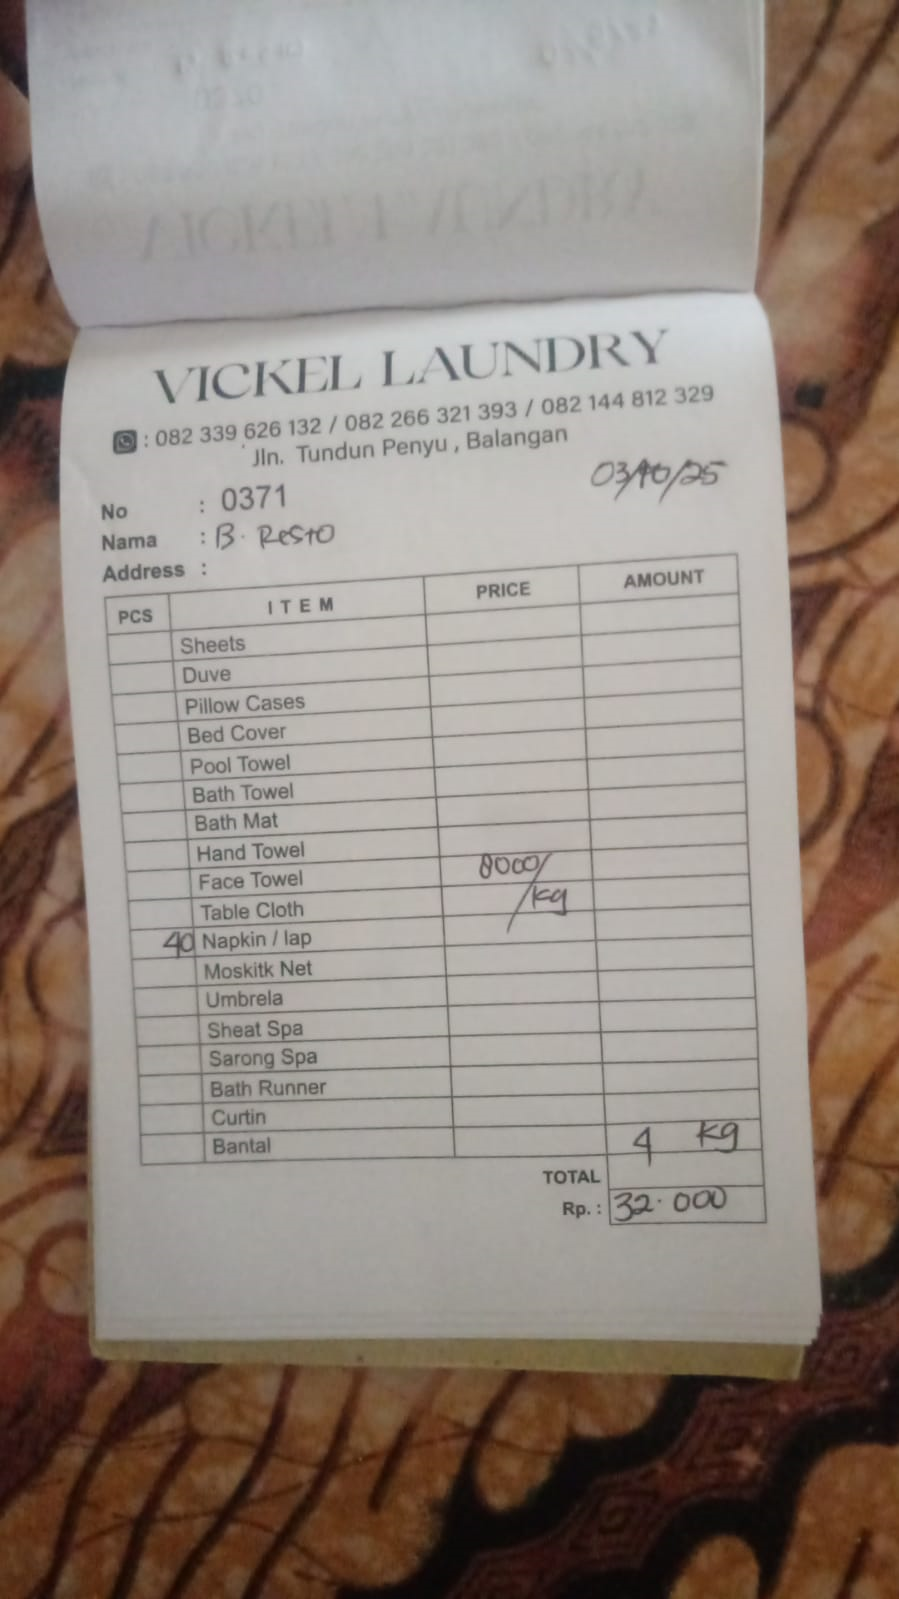 VICKEL LAUNDRY
: 082 339 626 132 / 082 266 321 393 / 082 144 812 329
Jln. Tundun Penyu , Balangan
03/10/25
No : 0371
Nama : B. Resto
Address :
PCS ITEM PRICE AMOUNT
Sheets
Duve
Pillow Cases
Bed Cover
Pool Towel
Bath Towel
Bath Mat
Hand Towel
Face Towel 8000/
Table Cloth kg
40 Napkin / lap
Moskitk Net
Umbrela
Sheat Spa
Sarong Spa
Bath Runner
Curtin
Bantal 4 kg
TOTAL
Rp. : 32.000